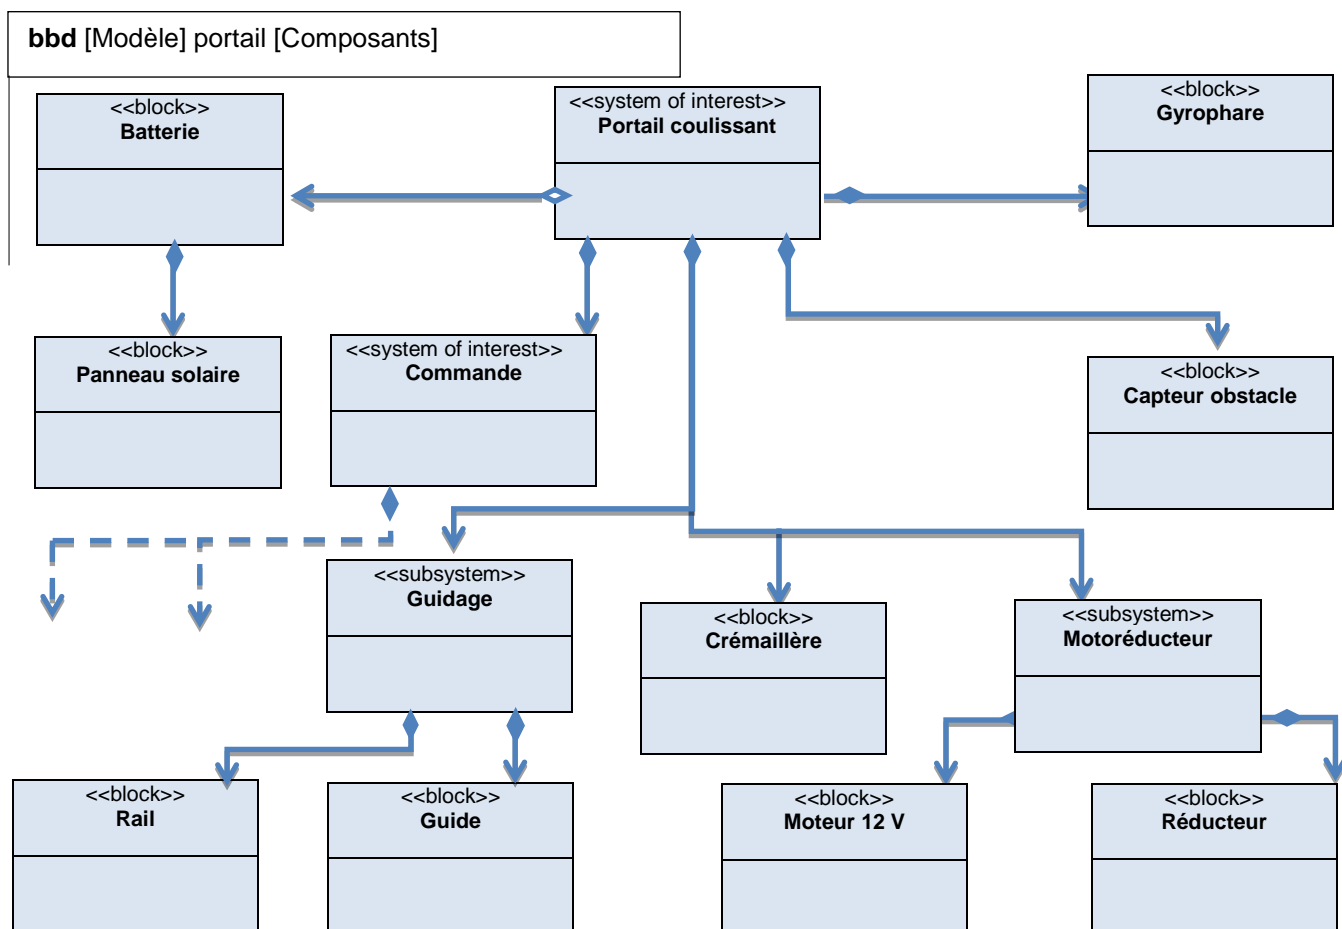 bbd [Modèle] portail [Composants]
<<block>>
Batterie
<<system of interest>>
Portail coulissant
<<block>>
Gyrophare
<<block>>
Panneau solaire
<<system of interest>>
Commande
<<block>>
Capteur obstacle
<<subsystem>>
Guidage
<<block>>
Crémaillère
<<subsystem>>
Motoréducteur
<<block>>
Rail
<<block>>
Guide
<<block>>
Moteur 12 V
<<block>>
Réducteur